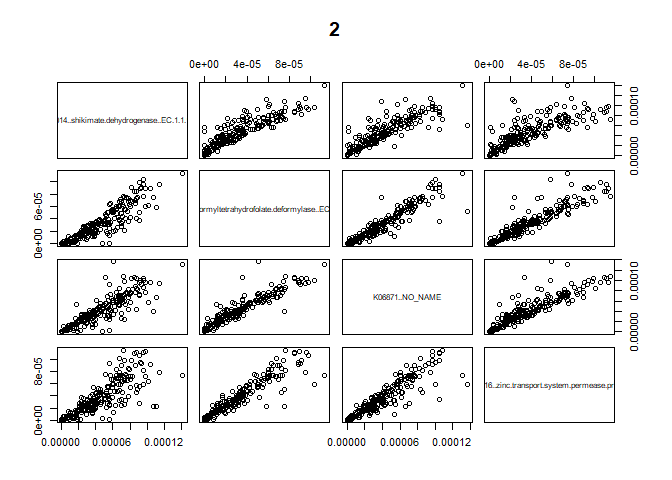 2
0e+00 4e-05 8e-05 0e+00 4e-05 8e-05
14..shikimate.dehydrogenase..EC.1.1.
0.00000 0.00010
0e+00 6e-05
ormyltetrahydrofolate.deformylase..EC
K06871..NO_NAME
0.00000 0.00010
0e+00 8e-05
16..zinc.transport.system.permease.pr
0.00000 0.00006 0.00012 0.00000 0.00006 0.00012